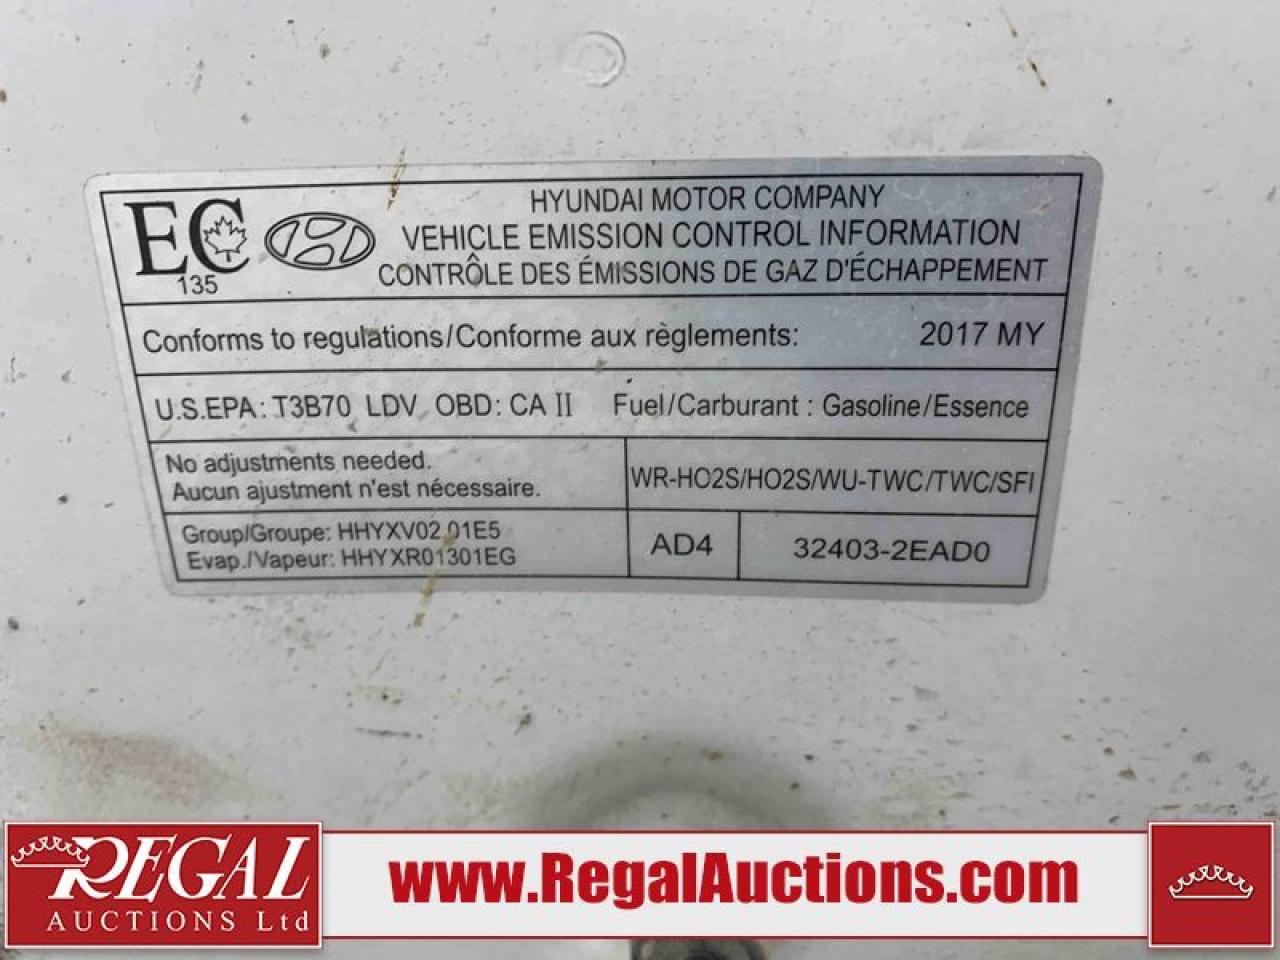 EC
135
HYUNDAI MOTOR COMPANY
VEHICLE EMISSION CONTROL INFORMATION
CONTRÔLE DES ÉMISSIONS DE GAZ D'ÉCHAPPEMENT
Conforms to regulations/Conforme aux règlements: 2017 MY
U.S.EPA: T3B70 LDV OBD: CA II Fuel/Carburant : Gasoline/Essence
No adjustments needed.
Aucun ajustment n'est nécessaire.
WR-HO2S/HO2S/WU-TWC/TWC/SFI
Group/Groupe: HHYXV02.01E5
Evap./Vapeur: HHYXR01301EG
AD4
32403-2EAD0
REGAL
AUCTIONS Ltd
www.RegalAuctions.com